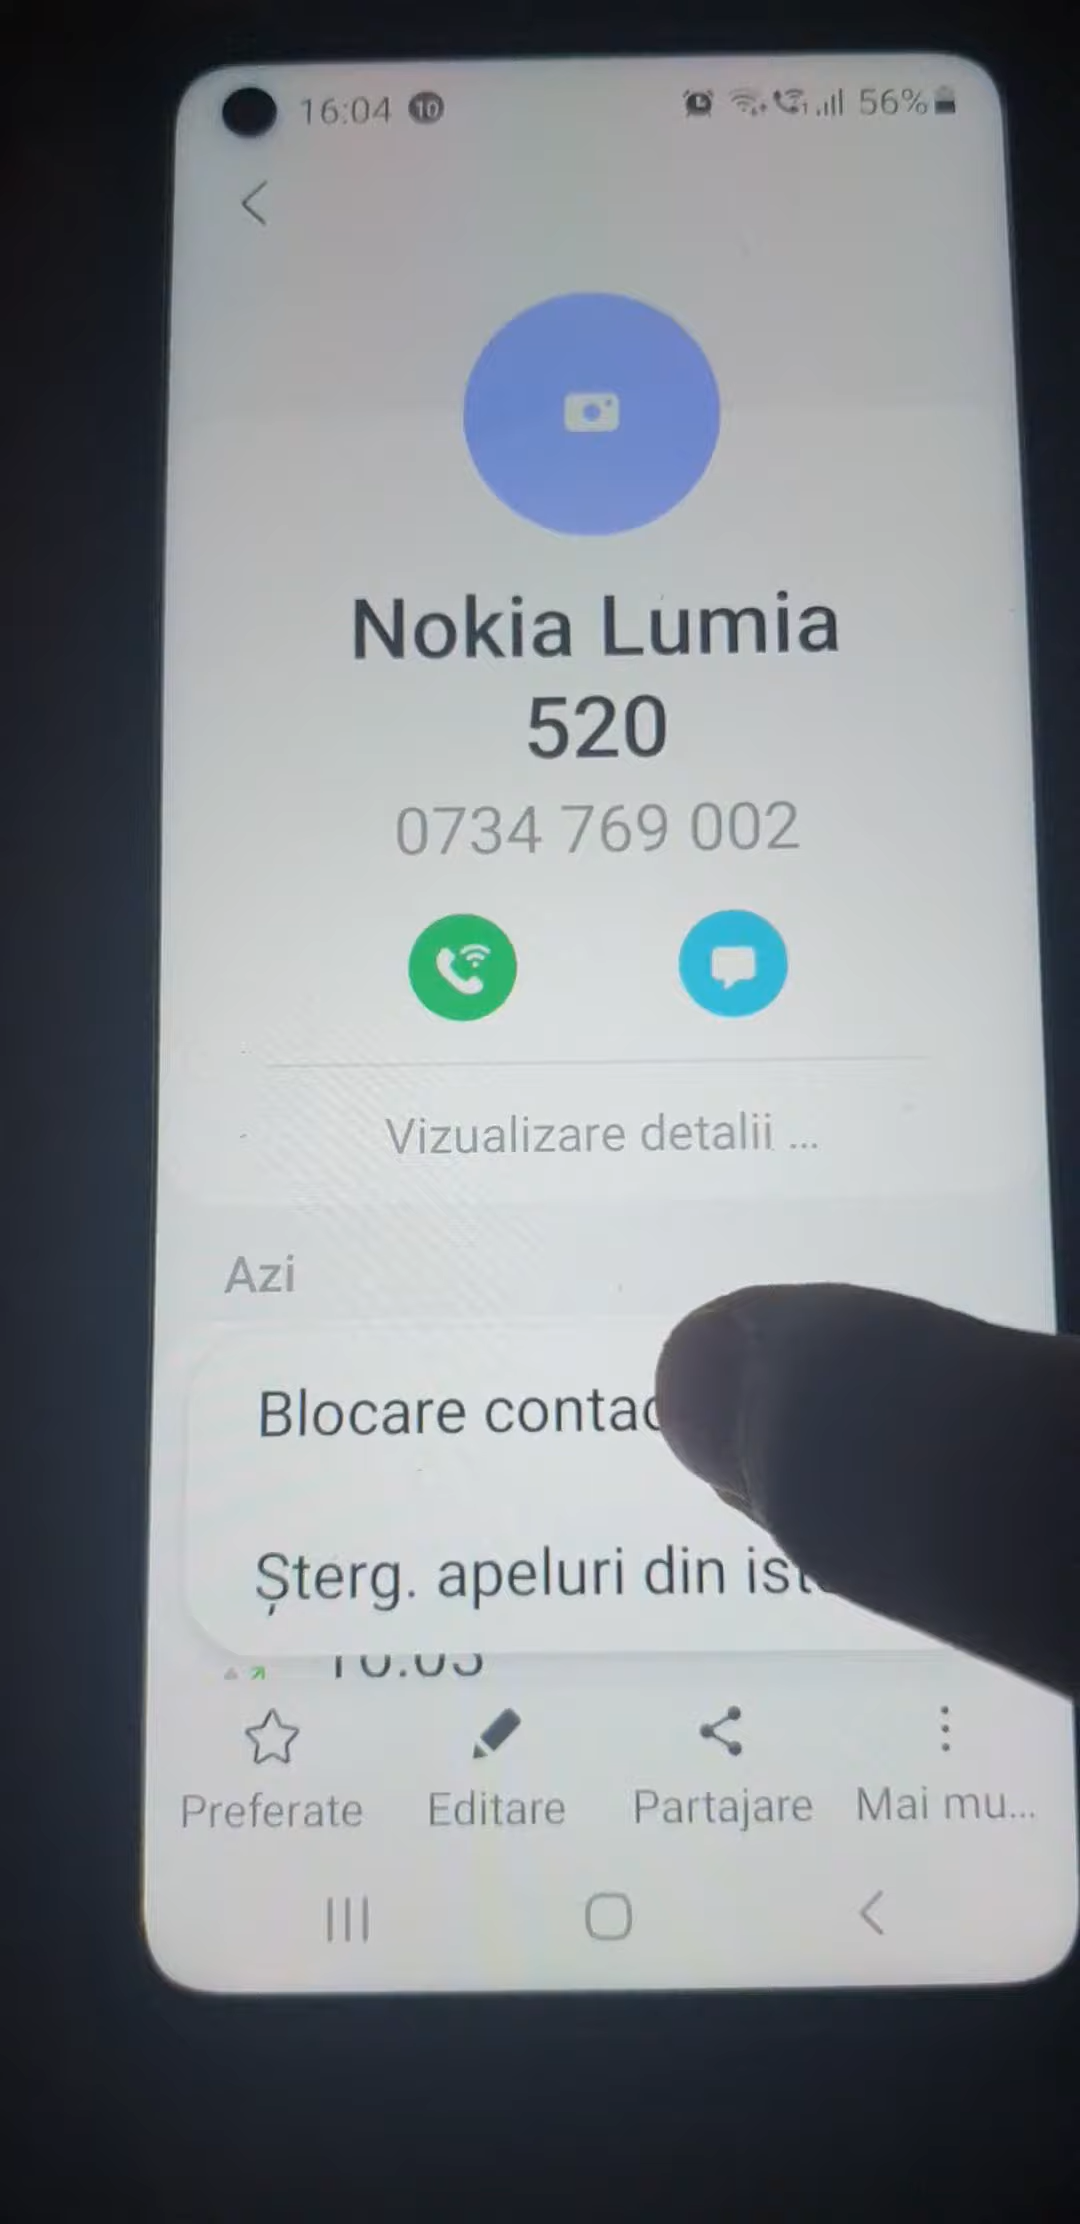 16:04 10 56%
Nokia Lumia
520
0734 769 002
Vizualizare detalii ...
Azi
Blocare contac
Șterg. apeluri din ist
Preferate Editare Partajare Mai mu...